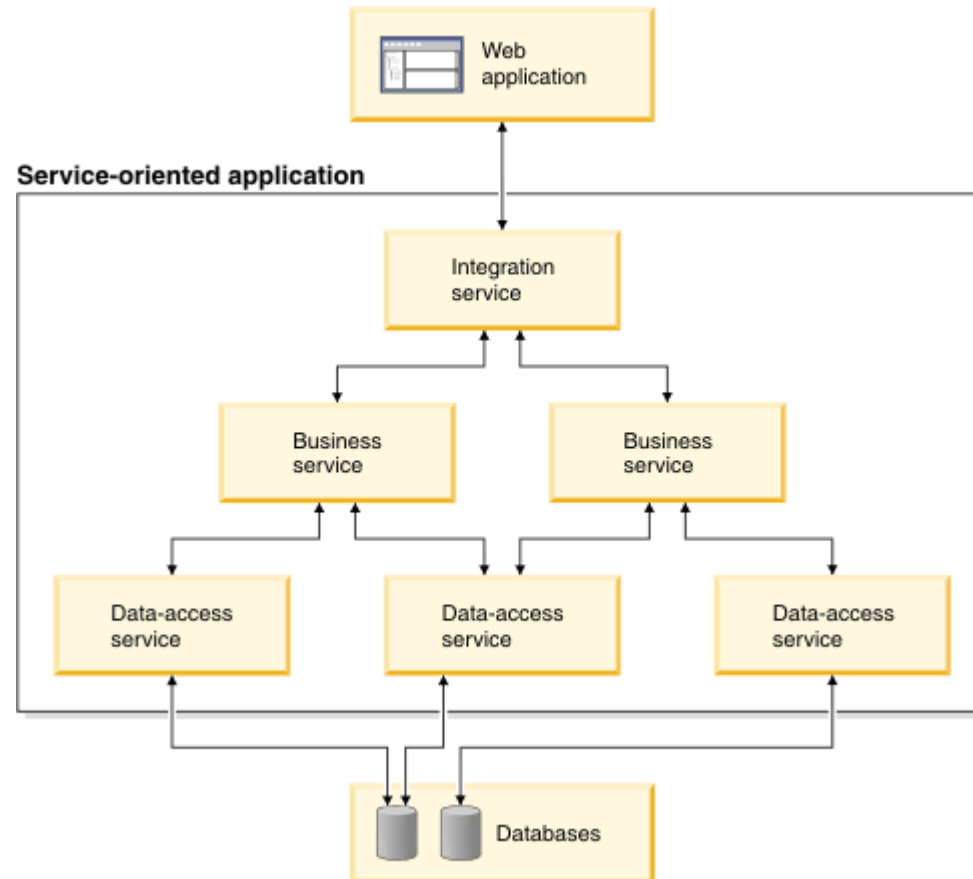 Web
application
Service-oriented application
Integration
service
Business
service
Business
service
Data-access
service
Data-access
service
Data-access
service
Databases